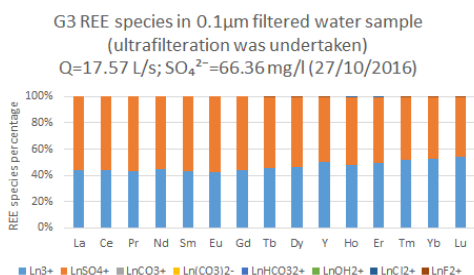 G3 REE species in 0.1μm filtered water sample
(ultrafilteration was undertaken)
Q=17.57 L/s; SO₄²⁻=66.36 mg/l (27/10/2016)
100%
80%
60%
40%
20%
0%
REE species percentage
La Ce Pr Nd Sm Eu Gd Tb Dy Y Ho Er Tm Yb Lu
Ln3+ LnSO4+ LnCO3+ Ln(CO3)2- LnHCO32+ LnOH2+ LnCl2+ LnF2+